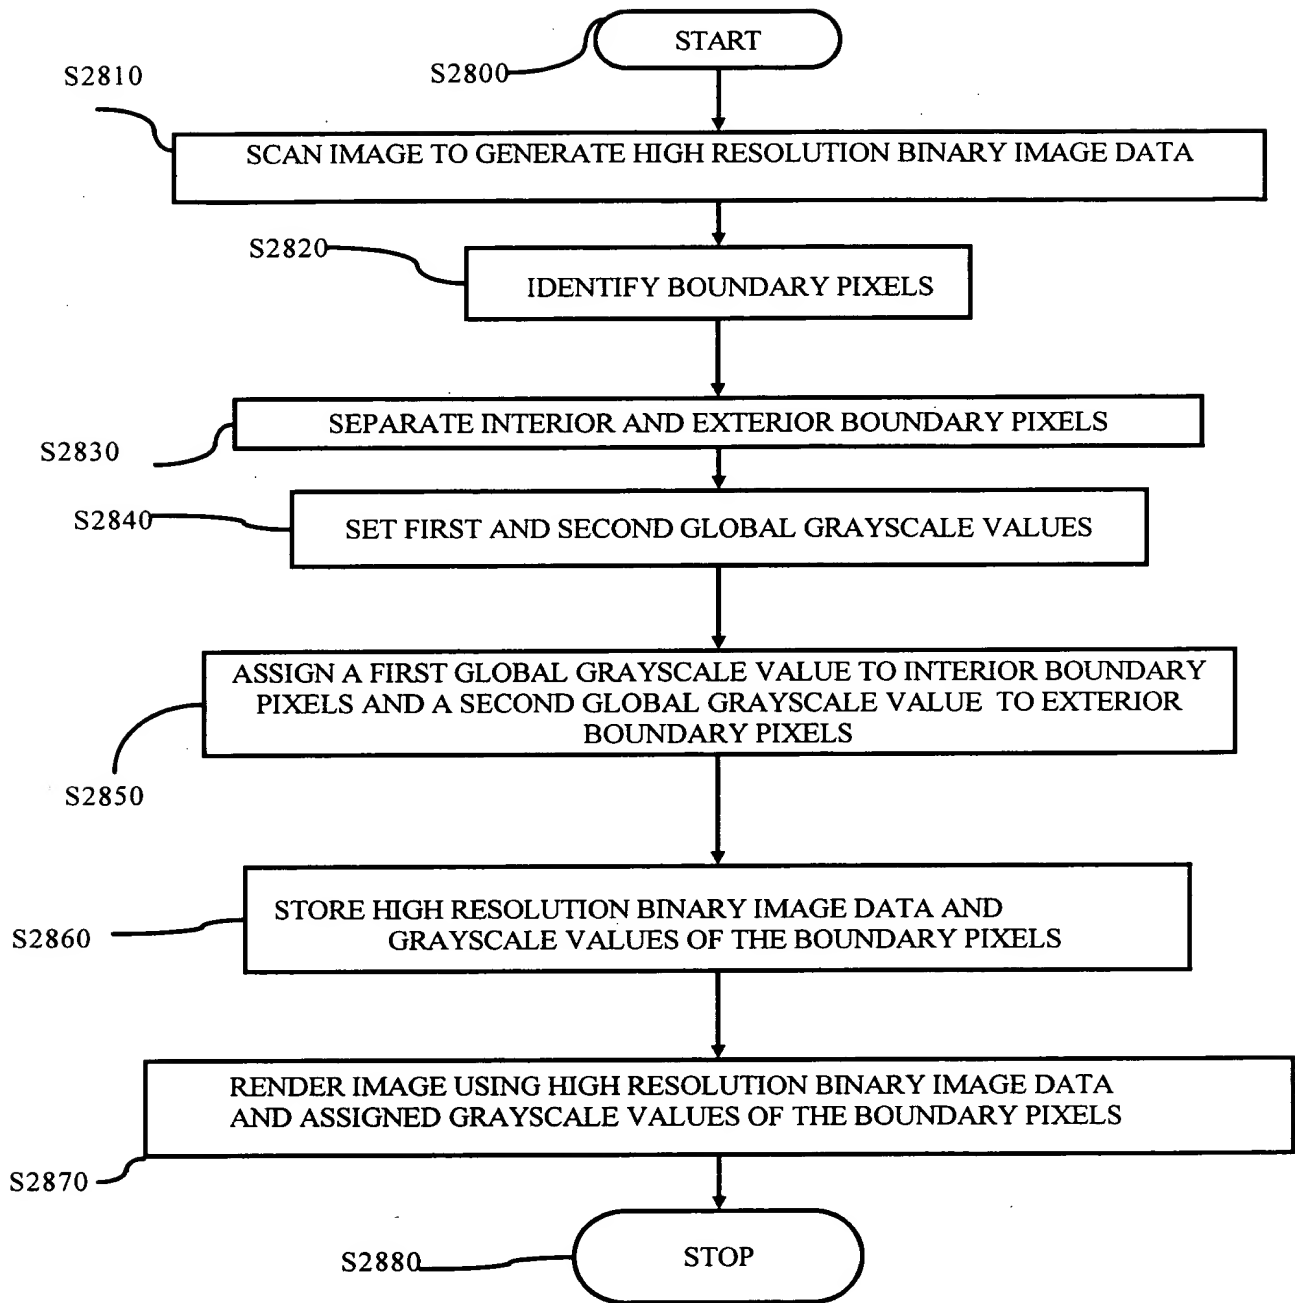 START
S2800
S2810
SCAN IMAGE TO GENERATE HIGH RESOLUTION BINARY IMAGE DATA
S2820
IDENTIFY BOUNDARY PIXELS
SEPARATE INTERIOR AND EXTERIOR BOUNDARY PIXELS
S2830
S2840
SET FIRST AND SECOND GLOBAL GRAYSCALE VALUES
ASSIGN A FIRST GLOBAL GRAYSCALE VALUE TO INTERIOR BOUNDARY
PIXELS AND A SECOND GLOBAL GRAYSCALE VALUE TO EXTERIOR
BOUNDARY PIXELS
S2850
STORE HIGH RESOLUTION BINARY IMAGE DATA AND
GRAYSCALE VALUES OF THE BOUNDARY PIXELS
S2860
RENDER IMAGE USING HIGH RESOLUTION BINARY IMAGE DATA
AND ASSIGNED GRAYSCALE VALUES OF THE BOUNDARY PIXELS
S2870
STOP
S2880